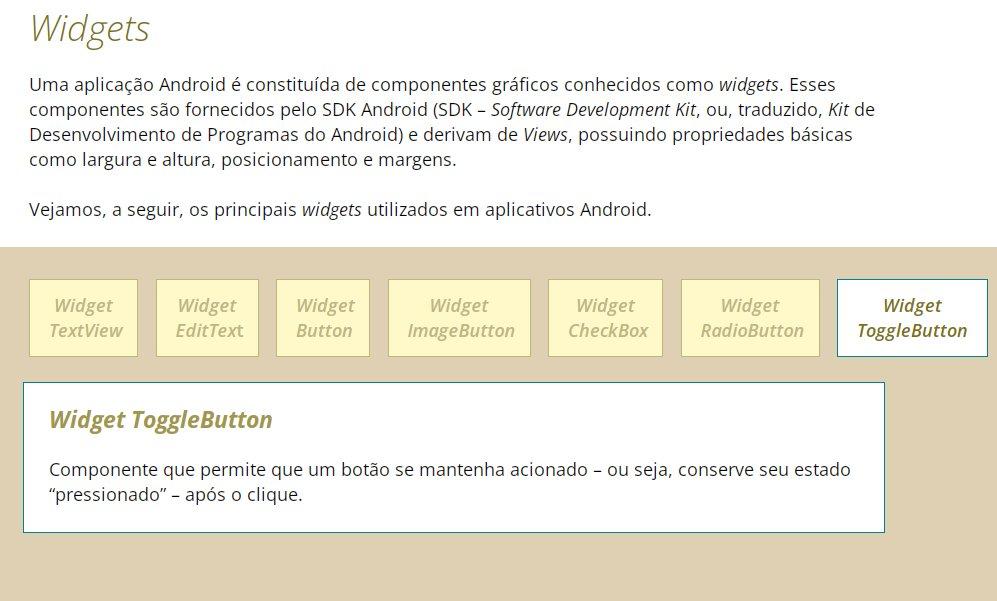 Widgets
Uma aplicação Android é constituída de componentes gráficos conhecidos como widgets. Esses
componentes são fornecidos pelo SDK Android (SDK – Software Development Kit, ou, traduzido, Kit de
Desenvolvimento de Programas do Android) e derivam de Views, possuindo propriedades básicas
como largura e altura, posicionamento e margens.
Vejamos, a seguir, os principais widgets utilizados em aplicativos Android.
Widget
TextView
Widget
EditText
Widget
Button
Widget
ImageButton
Widget
CheckBox
Widget
RadioButton
Widget
ToggleButton
Widget ToggleButton
Componente que permite que um botão se mantenha acionado – ou seja, conserve seu estado
“pressionado” – após o clique.